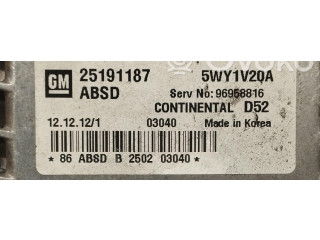 GM 25191187 5WY1V20A
ABSD Serv No: 96958816
CONTINENTAL D52
12.12.12/1 03040 Made in Korea
* 86 ABSD B 2502 03040 *